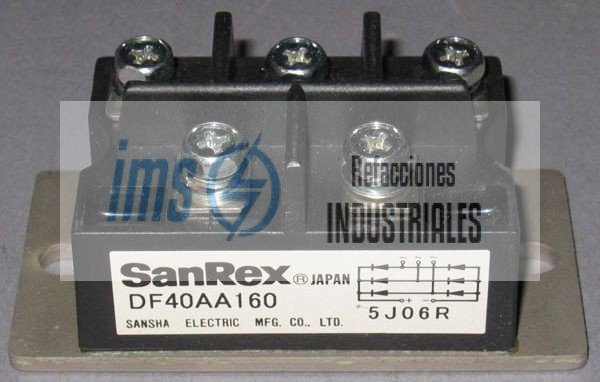 ims
Refacciones
INDUSTRIALES
SanRex® JAPAN
DF40AA160
SANSHA ELECTRIC MFG. CO., LTD.
~ ~ ~
+ -
5J06R